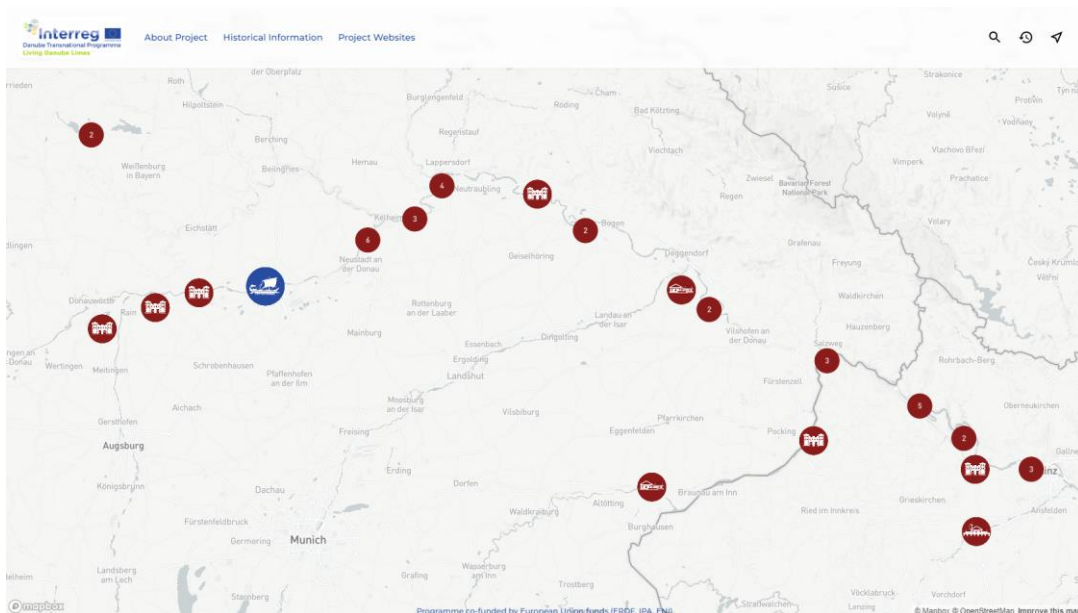 Interreg
Danube Transnational Programme
Living Danube Limes
About Project Historical Information Project Websites
der Oberpfalz
Roth
Hilpoltstein
Burglengenfeld
Cham
Roding
Bad Kötzting
Sušice
Strakonice
Volyně
Vodňany
2
Berching
Regenstauf
Viechtach
Vimperk
Vlachovo Březí
Prachatice
Weißenburg
in Bayern
Beilngries
Hemau
Lappersdorf
4
Neutraubling
Zwiesel
Regen
Bavarian Forest
National Park
Volary
Eichstätt
Kelheim
3
6
2
Bogen
Grafenau
Freyung
Český Krumlov
Větřní
Neustadt an
der Donau
Geiselhöring
Deggendorf
Waldkirchen
Donauwörth
Rain
Rottenburg
an der Laaber
Landau an
der Isar
2
Vilshofen an
der Donau
Hauzenberg
Mainburg
Essenbach
Dingolfing
Salzweg
3
Rohrbach-Berg
Wertingen
Meitingen
Schrobenhausen
Pfaffenhofen
an der Ilm
Ergolding
Landshut
Fürstenzell
Aichach
Moosburg
an der Isar
Vilsbiburg
Pfarrkirchen
5
Oberneukirchen
Gersthofen
Augsburg
Freising
Eggenfelden
Pocking
2
Königsbrunn
Erding
Dorfen
3
Dachau
Altötting
Braunau am Inn
Grieskirchen
Fürstenfeldbruck
Waldkraiburg
Burghausen
Ried im Innkreis
Ansfelden
Germering
Munich
Landsberg
am Lech
Grafing
Wasserburg
am Inn
Trostberg
Vöcklabruck
Vorchdorf
Starnberg
Straßwalchen
Lenzing
mapbox
Programme co-funded by European Union funds (ERDF, IPA, ENI)
© Mapbox © OpenStreetMap Improve this map